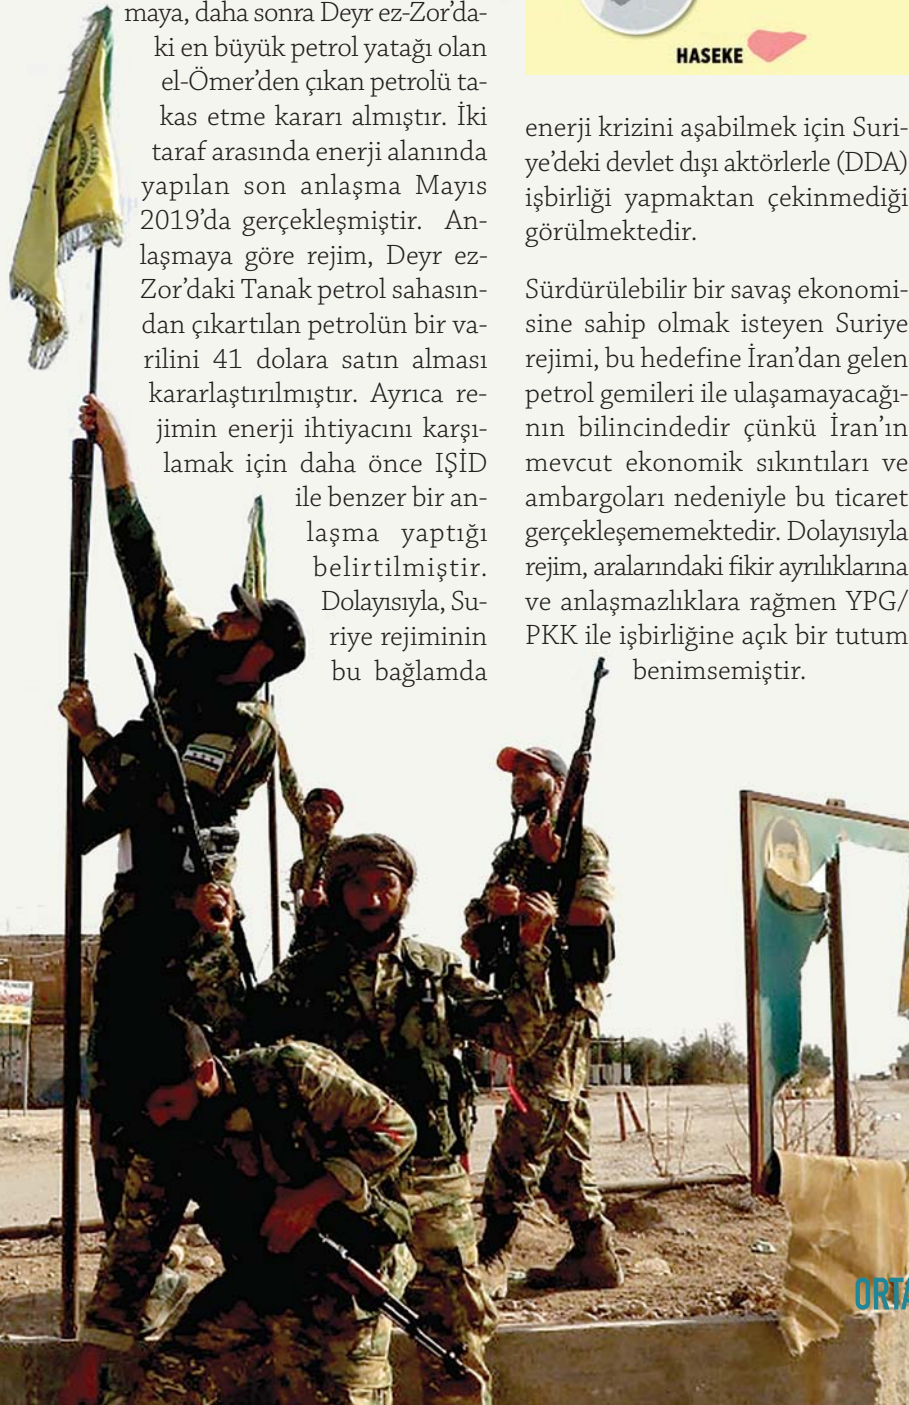 maya, daha sonra Deyr ez-Zor’da-
ki en büyük petrol yatağı olan
el-Ömer’den çıkan petrolü ta-
kas etme kararı almıştır. İki
taraf arasında enerji alanında
yapılan son anlaşma Mayıs
2019’da gerçekleşmiştir. An-
laşmaya göre rejim, Deyr ez-
Zor’daki Tanak petrol sahasın-
dan çıkartılan petrolün bir va-
rilini 41 dolara satın alması
kararlaştırılmıştır. Ayrıca re-
jimin enerji ihtiyacını karşı-
lamak için daha önce IŞİD
ile benzer bir an-
laşma yaptığı
belirtilmiştir.
Dolayısıyla, Su-
riye rejiminin
bu bağlamda
HASEKE
enerji krizini aşabilmek için Suri-
ye’deki devlet dışı aktörlerle (DDA)
işbirliği yapmaktan çekinmediği
görülmektedir.
Sürdürülebilir bir savaş ekonomi-
sine sahip olmak isteyen Suriye
rejimi, bu hedefine İran’dan gelen
petrol gemileri ile ulaşamayacağı-
nın bilincindedir çünkü İran’ın
mevcut ekonomik sıkıntıları ve
ambargoları nedeniyle bu ticaret
gerçekleşememektedir. Dolayısıyla
rejim, aralarındaki fikir ayrılıklarına
ve anlaşmazlıklara rağmen YPG/
PKK ile işbirliğine açık bir tutum
benimsemiştir.
ORTA